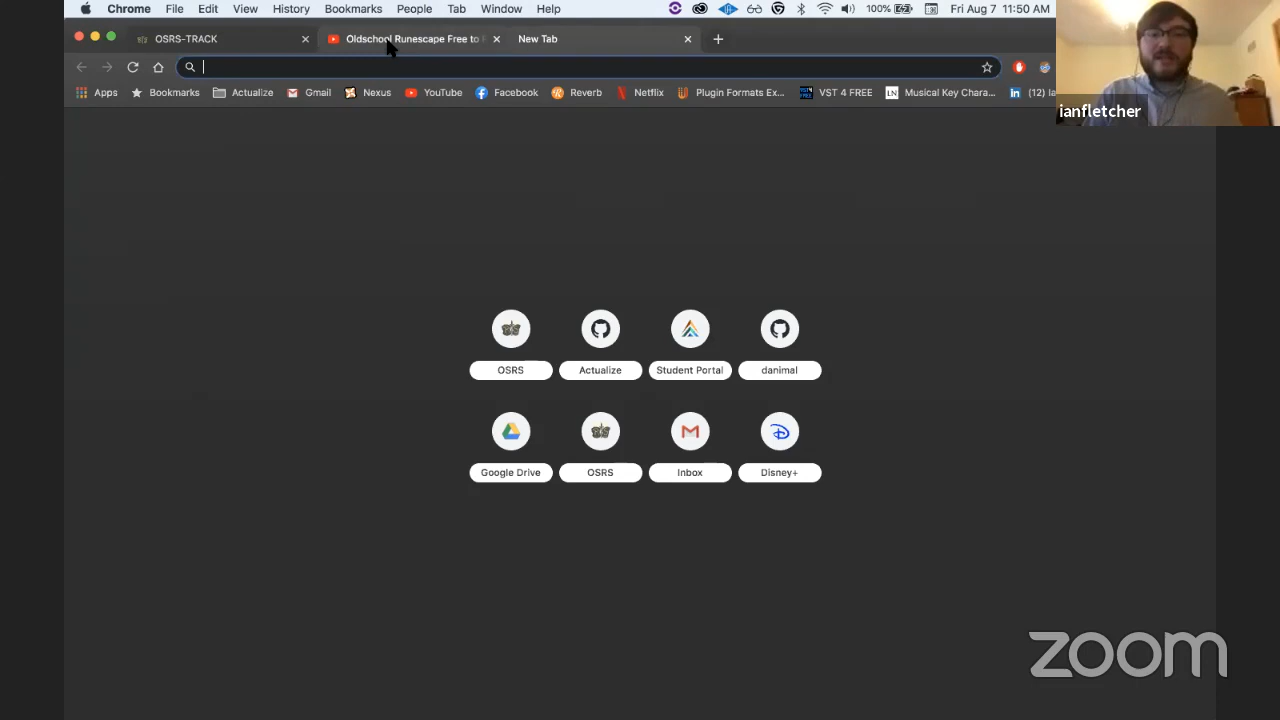 Chrome File Edit View History Bookmarks People Tab Window Help 100% Fri Aug 7 11:50 AM
OSRS-TRACK Oldschool Runescape Free to New Tab
Apps Bookmarks Actualize Gmail Nexus YouTube Facebook Reverb Netflix Plugin Formats Ex... VST 4 FREE LN Musical Key Chara... in (12)
ianfletcher
OSRS Actualize Student Portal danimal
Google Drive OSRS Inbox Disney+
zoom